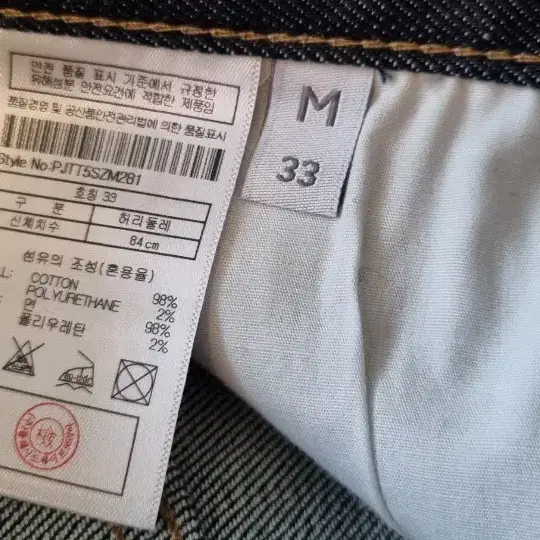 안전 품질 표시 기준에서 규정한
유해성분 안전요건에 적합한 제품임
품질경영 및 공산품안전관리법에 의한 품질표시
Style No:PJTT5SZM281
호칭 33
구 분
허리둘레
신체치수
84cm
섬유의 조성(혼용율)
COTTON 98%
POLYURETHANE 2%
면 98%
폴리우레탄 2%
M
33